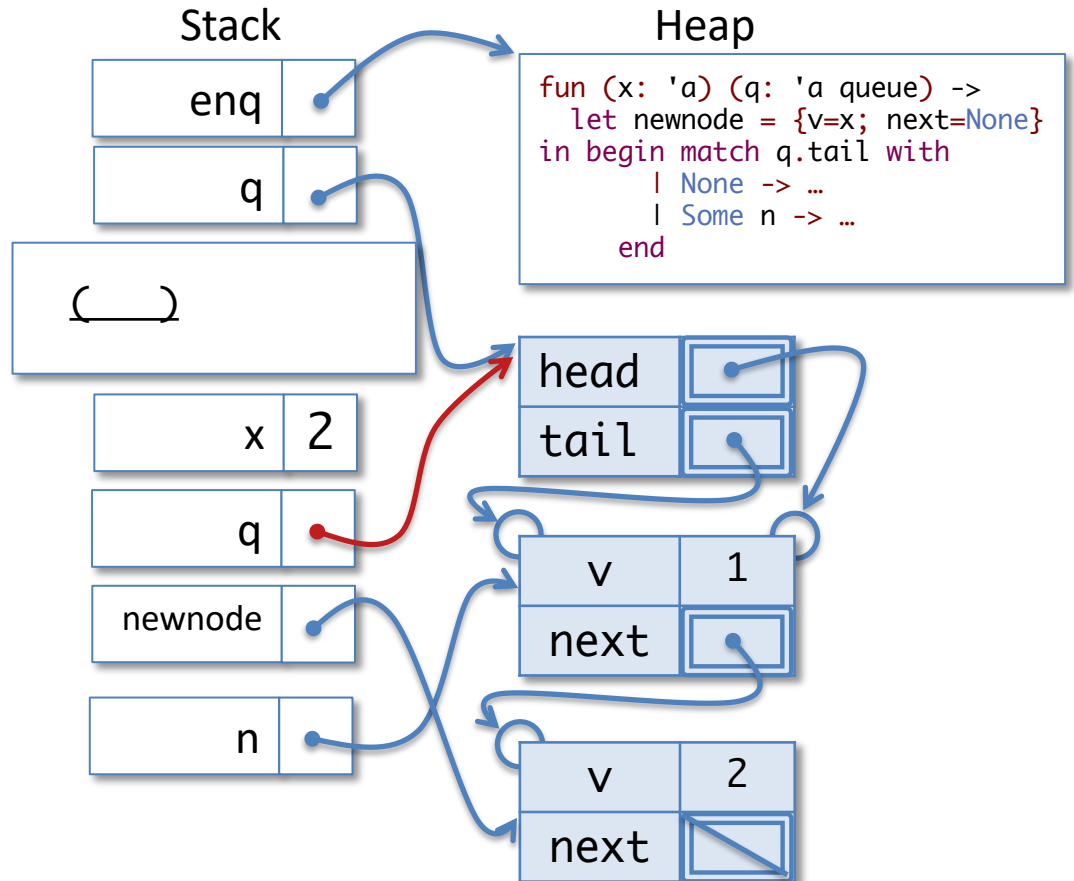 Stack
Heap
enq
fun (x: 'a) (q: 'a queue) ->
let newnode = {v=x; next=None}
in begin match q.tail with
| None -> …
| Some n -> …
end
q
(____)
head
tail
x 2
q
v 1
newnode
next
n
v 2
next